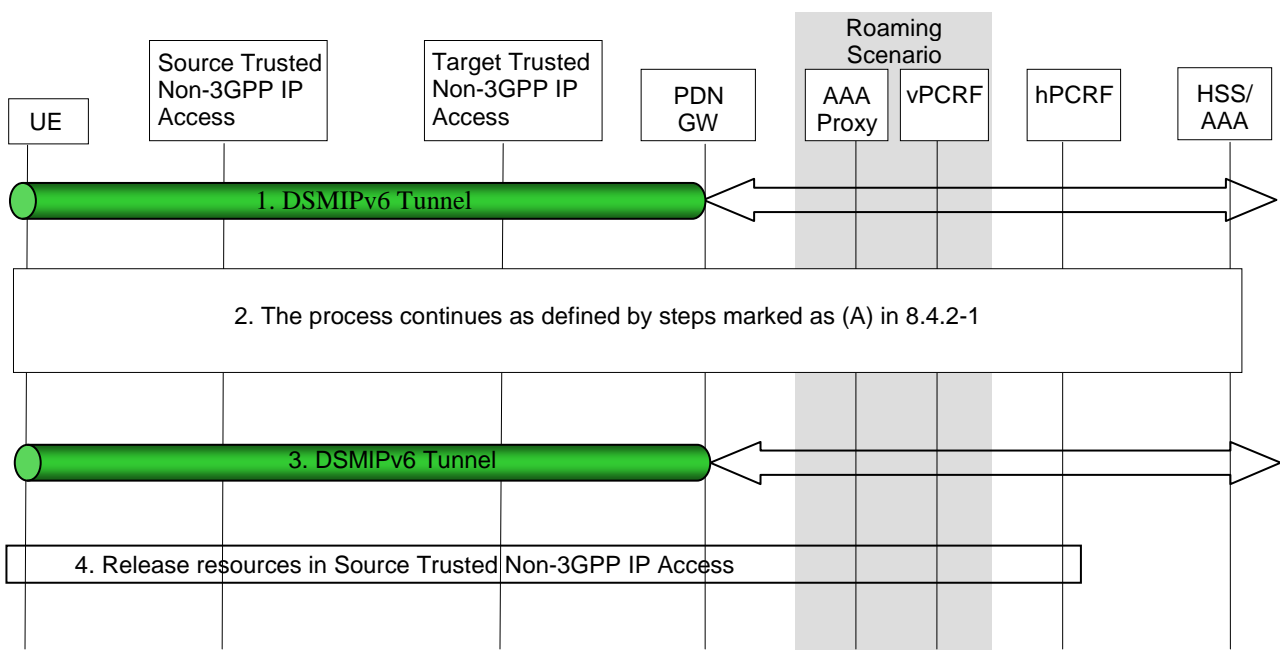 Roaming
Scenario
Source Trusted
Non-3GPP IP
Access
Target Trusted
Non-3GPP IP
Access
UE
PDN
GW
AAA
Proxy
vPCRF
hPCRF
HSS/
AAA
1. DSMIPv6 Tunnel
2. The process continues as defined by steps marked as (A) in 8.4.2-1
3. DSMIPv6 Tunnel
4. Release resources in Source Trusted Non-3GPP IP Access